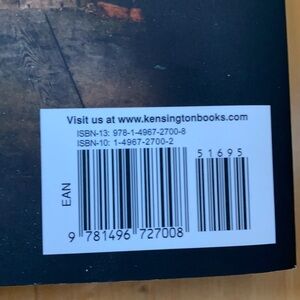 Visit us at www.kensingtonbooks.com
ISBN-13: 978-1-4967-2700-8
ISBN-10: 1-4967-2700-2
51695
EAN
9 781496 727008